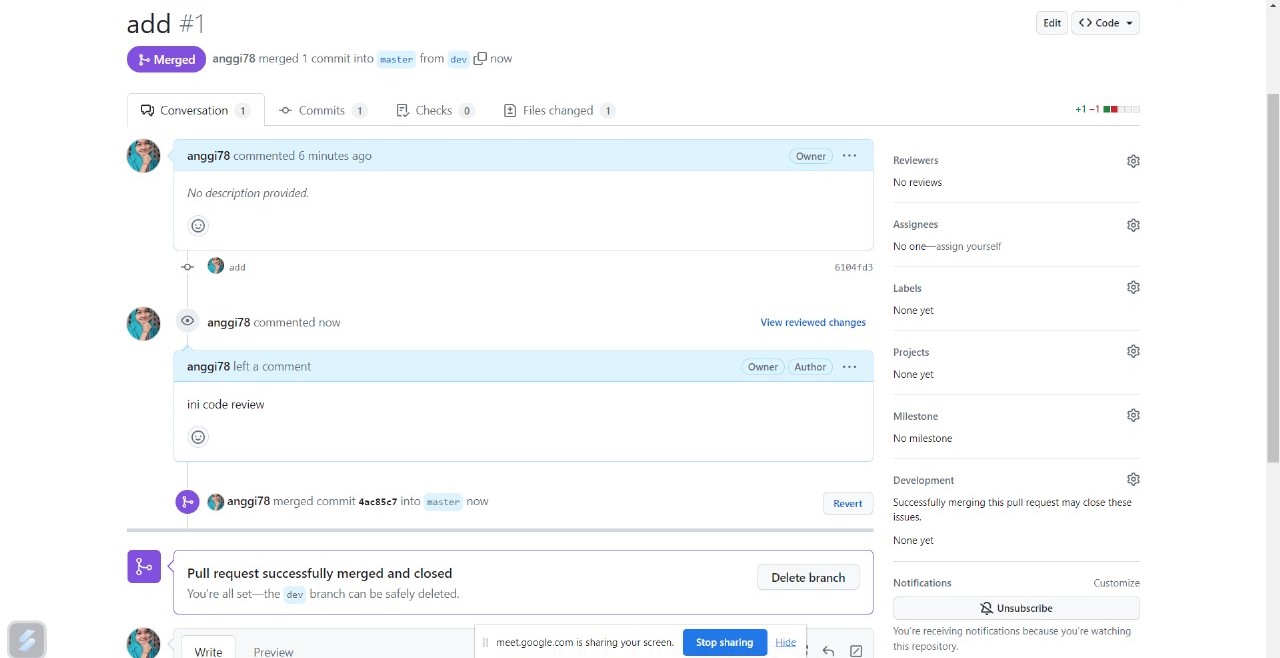 add #1
Edit
Code
Merged
anggi78 merged 1 commit into master from dev now
Conversation 1
Commits 1
Checks 0
Files changed 1
+1 −1
anggi78 commented 6 minutes ago
Owner
No description provided.
add
6104fd3
anggi78 commented now
View reviewed changes
anggi78 left a comment
Owner
Author
ini code review
anggi78 merged commit 4ac85c7 into master now
Revert
Pull request successfully merged and closed
You're all set—the dev branch can be safely deleted.
Delete branch
Write
Preview
Reviewers
No reviews
Assignees
No one—assign yourself
Labels
None yet
Projects
None yet
Milestone
No milestone
Development
Successfully merging this pull request may close these
issues.
None yet
Notifications
Customize
Unsubscribe
You're receiving notifications because you're watching
this repository.
meet.google.com is sharing your screen.
Stop sharing
Hide